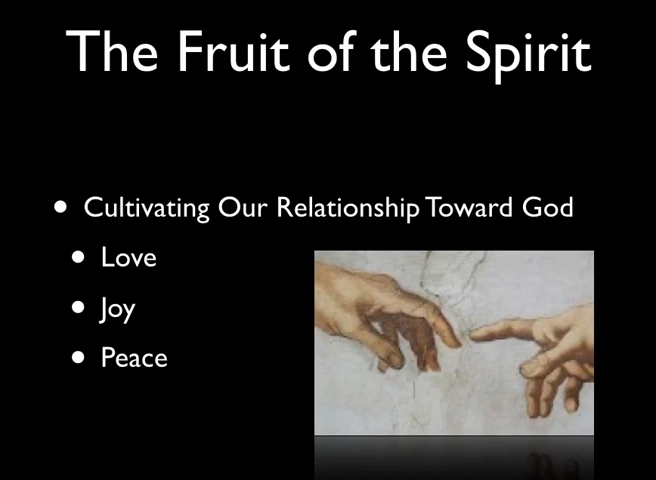 The Fruit of the Spirit
• Cultivating Our Relationship Toward God
• Love
• Joy
• Peace